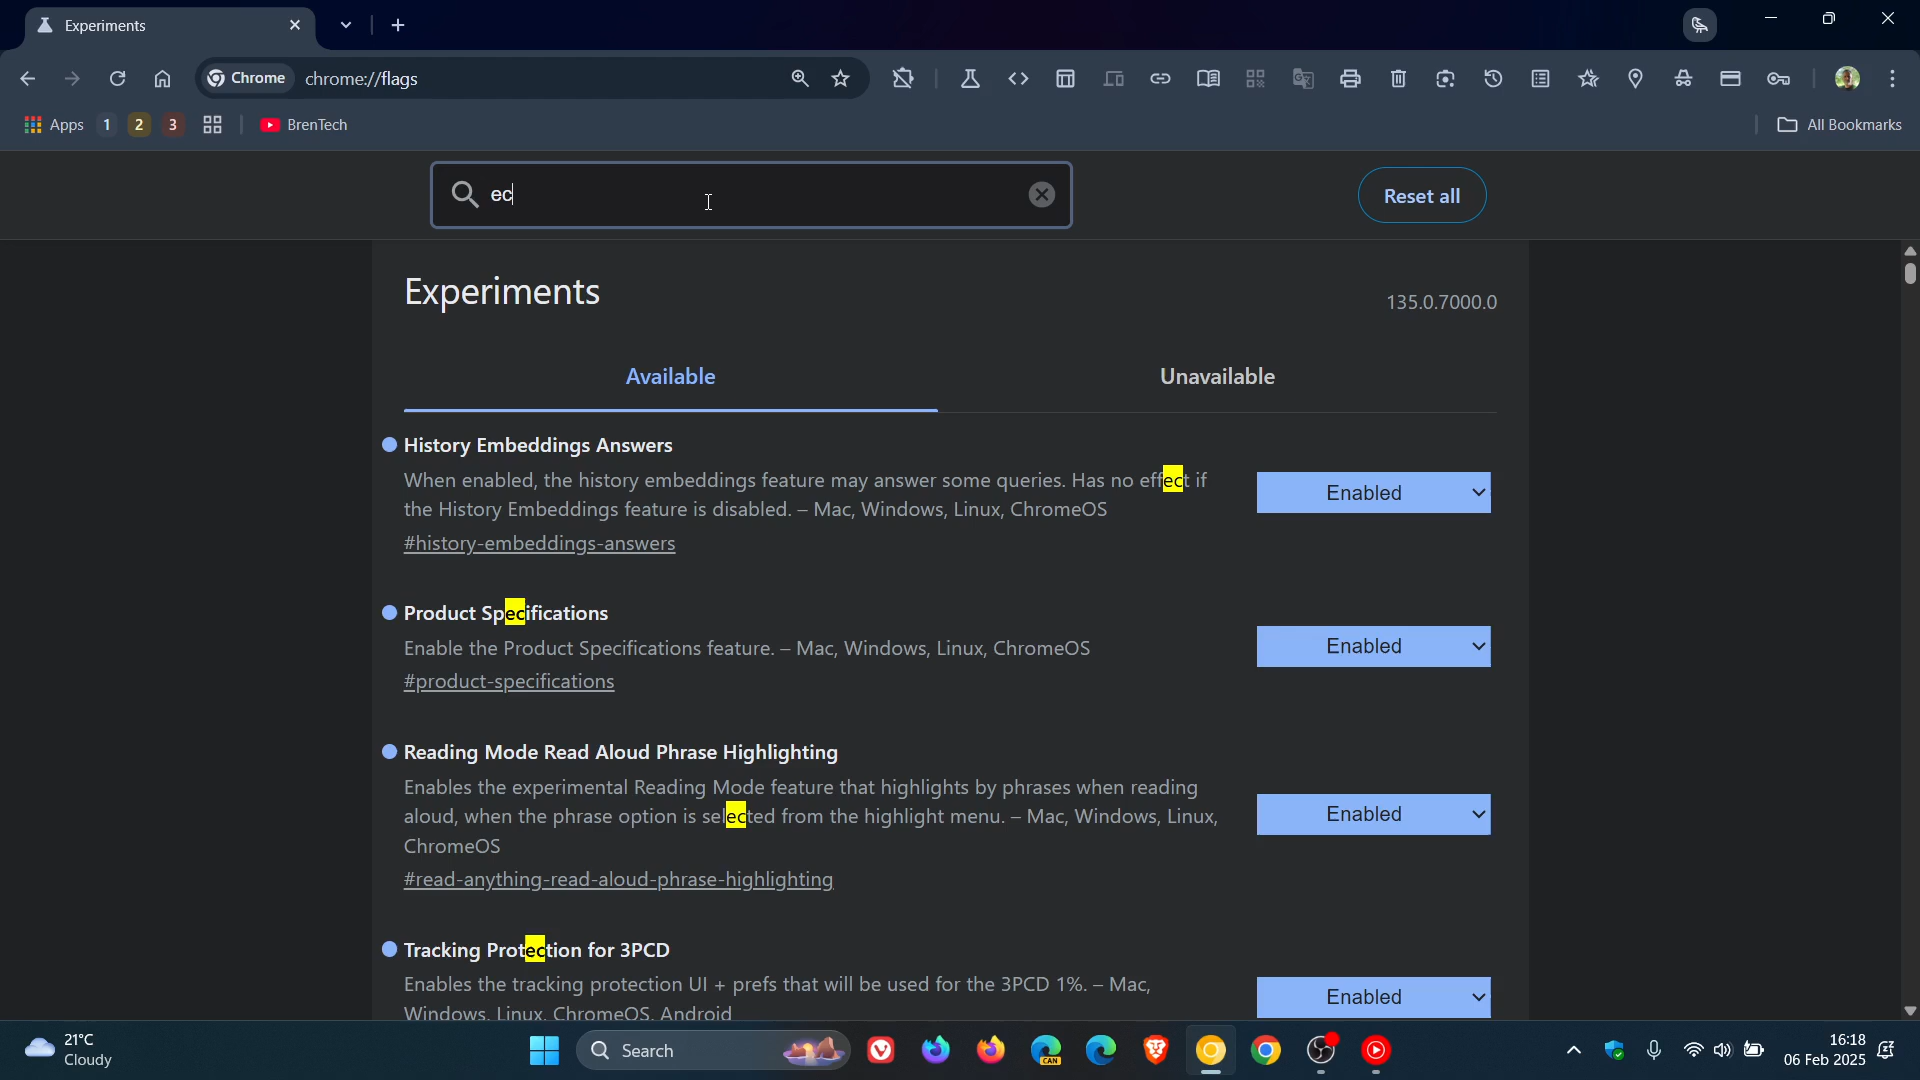 Experiments
Chrome chrome://flags
Apps 1 2 3 BrenTech All Bookmarks
ec Reset all
Experiments
135.0.7000.0
Available Unavailable
History Embeddings Answers
When enabled, the history embeddings feature may answer some queries. Has no effect if
the History Embeddings feature is disabled. – Mac, Windows, Linux, ChromeOS
#history-embeddings-answers
Enabled
Product Specifications
Enable the Product Specifications feature. – Mac, Windows, Linux, ChromeOS
#product-specifications
Enabled
Reading Mode Read Aloud Phrase Highlighting
Enables the experimental Reading Mode feature that highlights by phrases when reading
aloud, when the phrase option is selected from the highlight menu. – Mac, Windows, Linux,
ChromeOS
#read-anything-read-aloud-phrase-highlighting
Enabled
Tracking Protection for 3PCD
Enables the tracking protection UI + prefs that will be used for the 3PCD 1%. – Mac,
Windows, Linux, ChromeOS, Android
Enabled
21°C
Cloudy
Search
CAN
16:18
06 Feb 2025